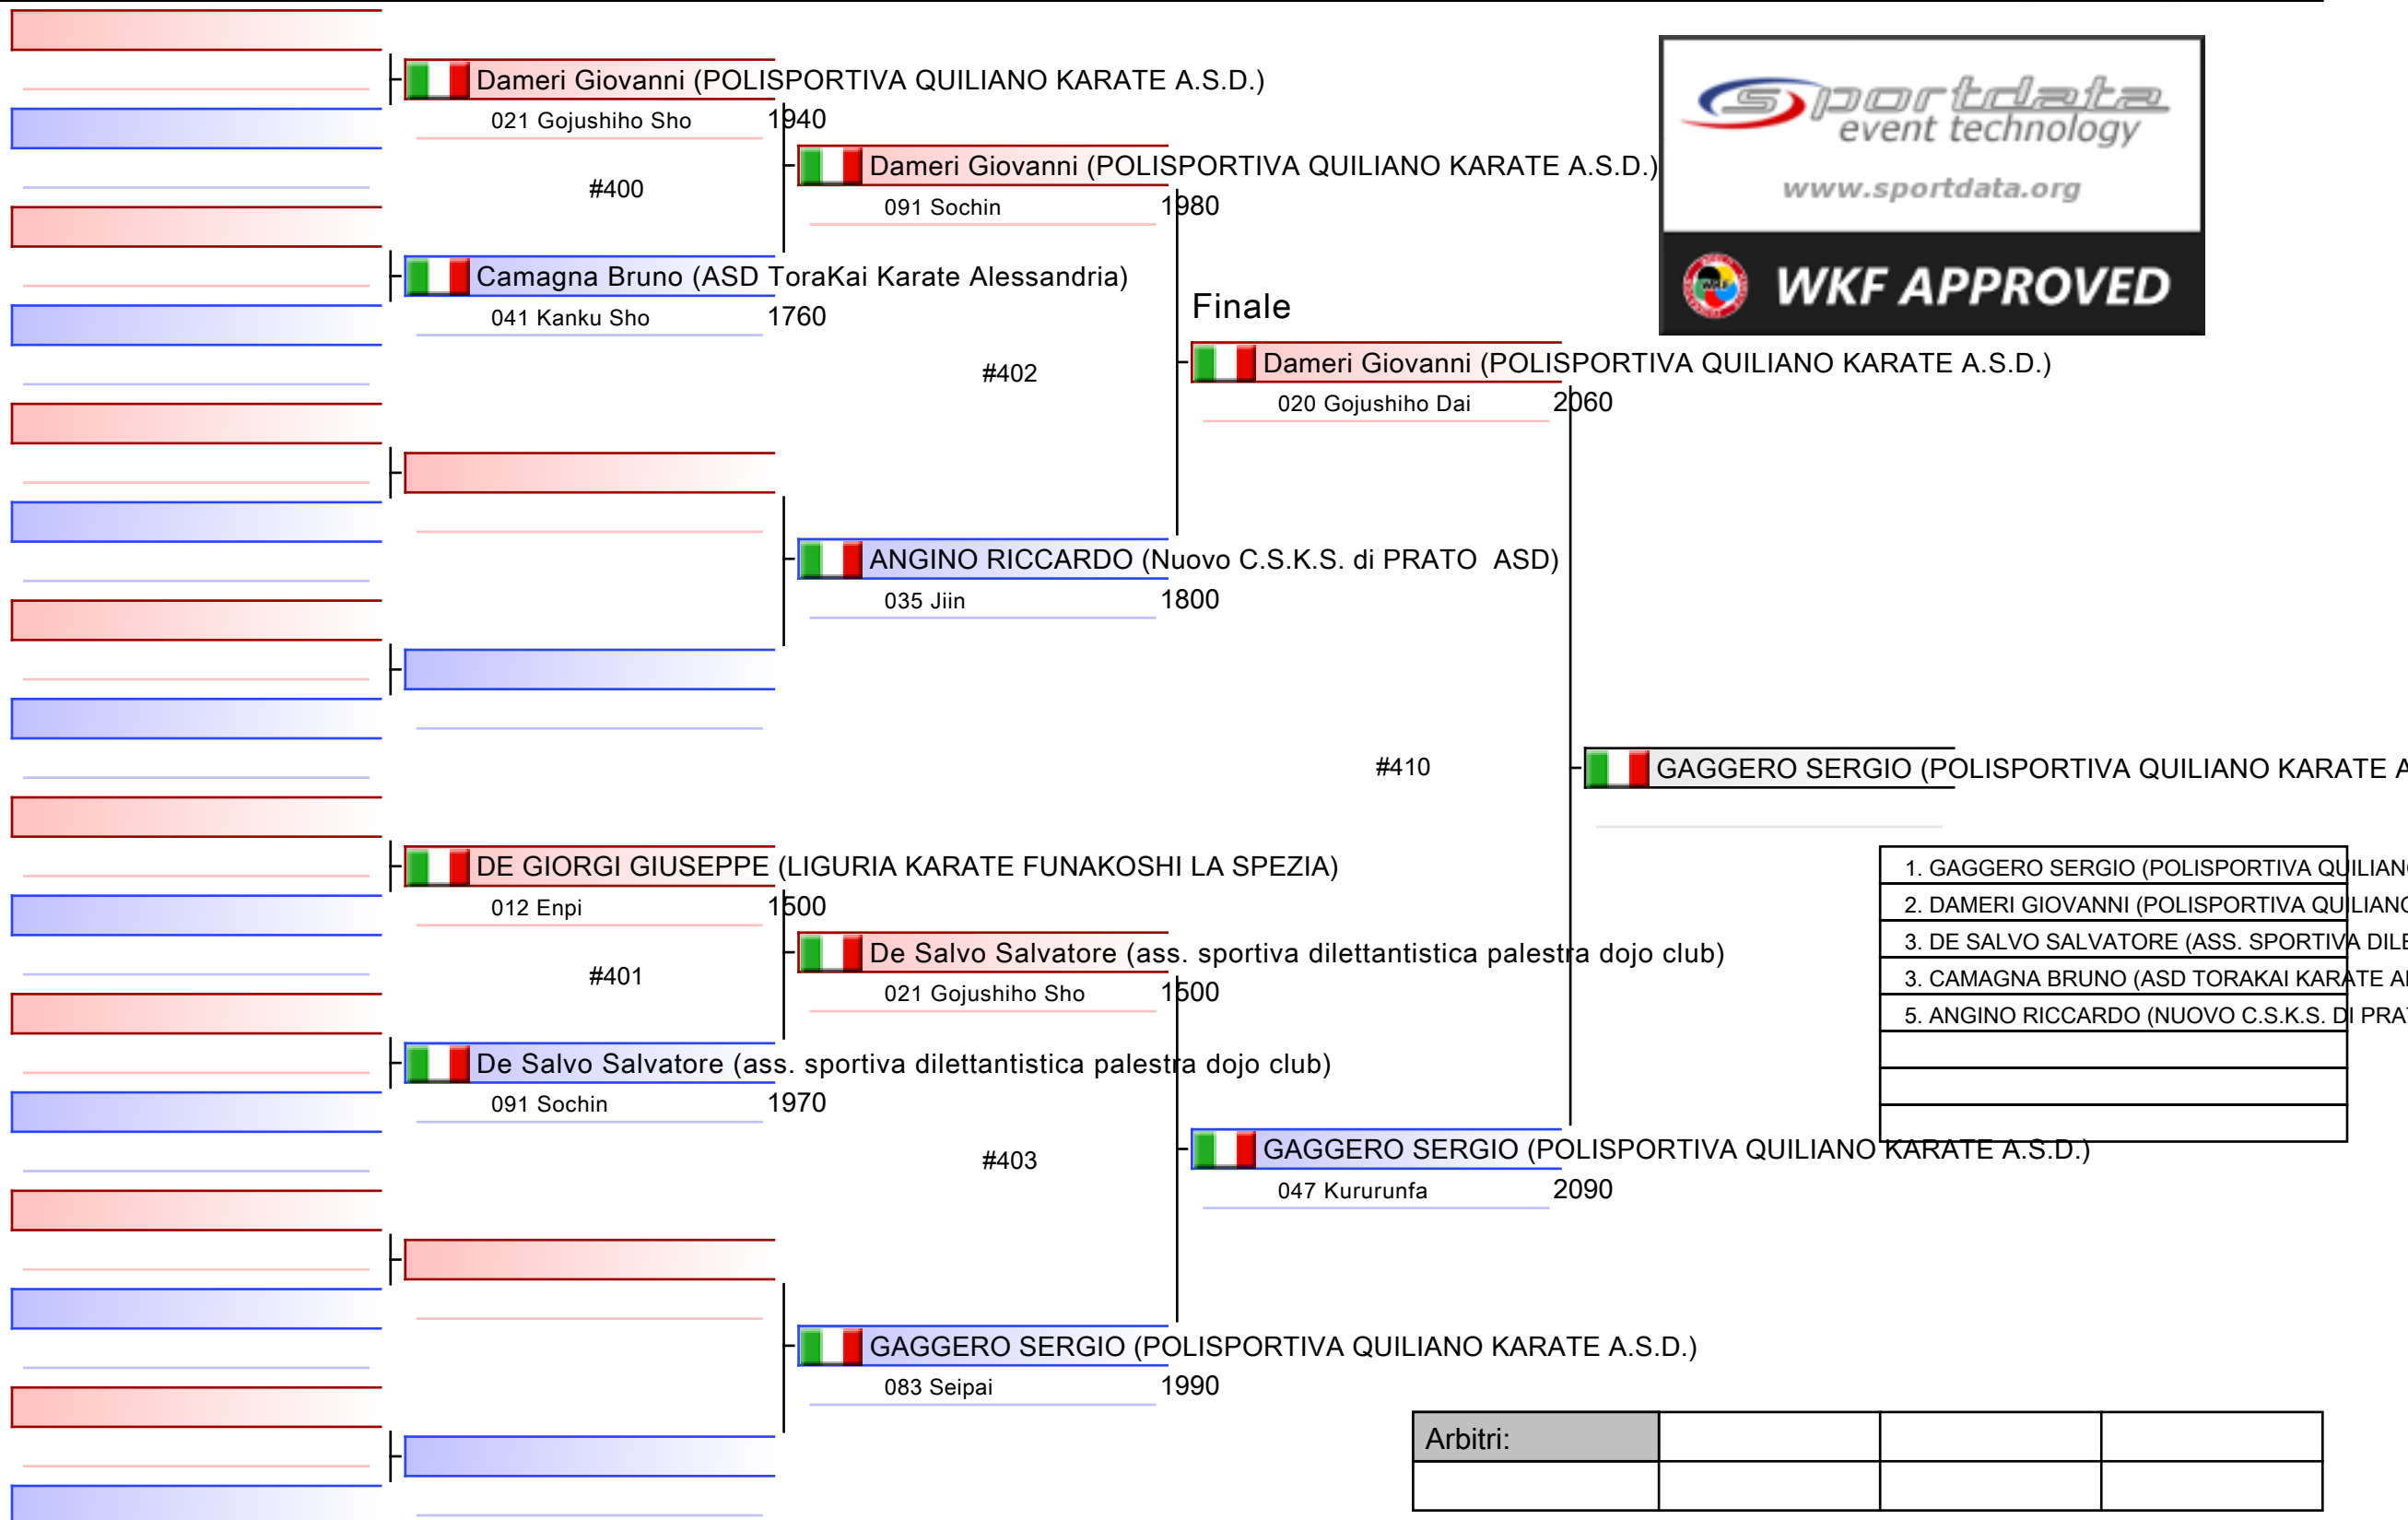 Dameri Giovanni (POLISPORTIVA QUILIANO KARATE A.S.D.)
021 Gojushiho Sho 1940
#400
Camagna Bruno (ASD ToraKai Karate Alessandria)
041 Kanku Sho 1760
DE GIORGI GIUSEPPE (LIGURIA KARATE FUNAKOSHI LA SPEZIA)
012 Enpi 1500
#401
De Salvo Salvatore (ass. sportiva dilettantistica palestra dojo club)
091 Sochin 1970
Dameri Giovanni (POLISPORTIVA QUILIANO KARATE A.S.D.)
091 Sochin 1980
#402
ANGINO RICCARDO (Nuovo C.S.K.S. di PRATO  ASD)
035 Jiin 1800
De Salvo Salvatore (ass. sportiva dilettantistica palestra dojo club)
021 Gojushiho Sho 1500
#403
GAGGERO SERGIO (POLISPORTIVA QUILIANO KARATE A.S.D.)
083 Seipai 1990
Finale
Dameri Giovanni (POLISPORTIVA QUILIANO KARATE A.S.D.)
020 Gojushiho Dai 2060
#410
GAGGERO SERGIO (POLISPORTIVA QUILIANO KARATE A.S.D.)
047 Kururunfa 2090
GAGGERO SERGIO (POLISPORTIVA QUILIANO KARATE A
sportdata
event technology
www.sportdata.org
WKF
WKF APPROVED
1. GAGGERO SERGIO (POLISPORTIVA QUILIANO
2. DAMERI GIOVANNI (POLISPORTIVA QUILIANO
3. DE SALVO SALVATORE (ASS. SPORTIVA DILE
3. CAMAGNA BRUNO (ASD TORAKAI KARATE A
5. ANGINO RICCARDO (NUOVO C.S.K.S. DI PRA
Arbitri: